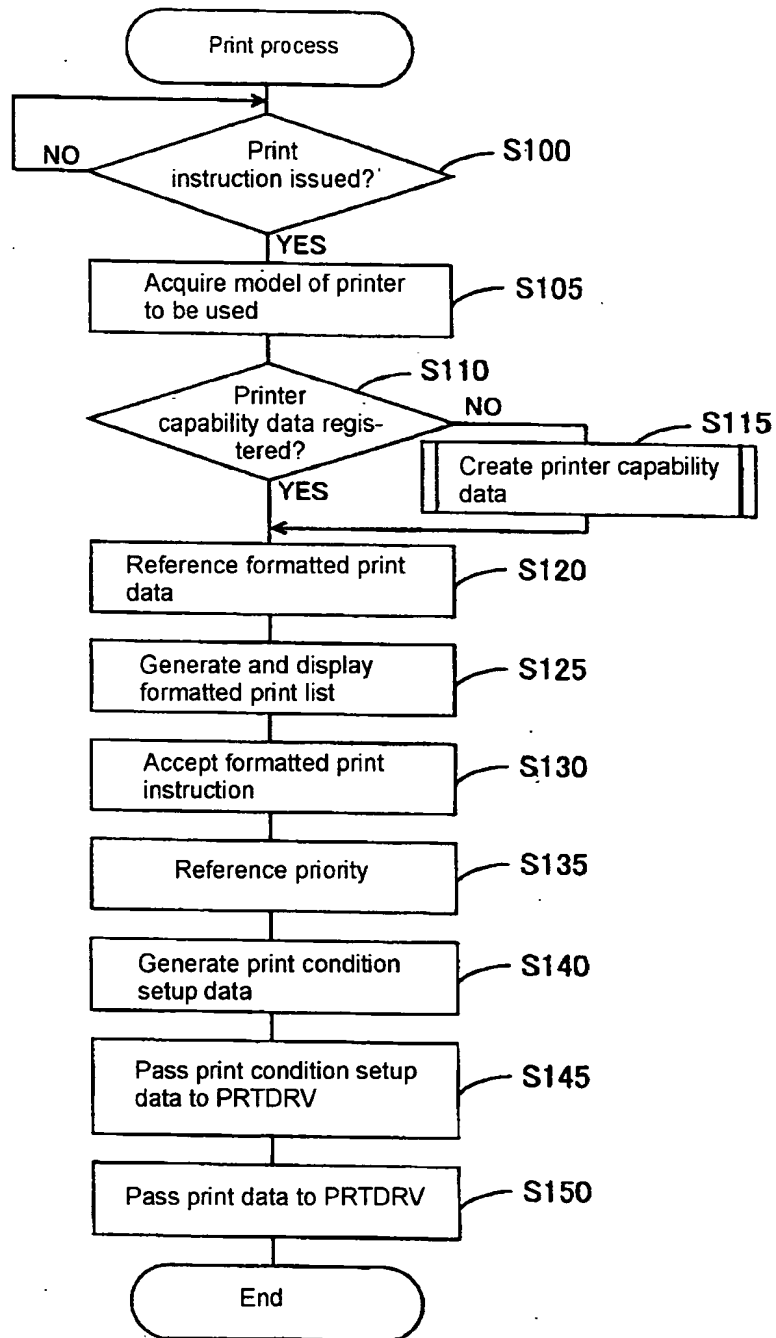 Print process
NO
Print
instruction issued?
S100
YES
Acquire model of printer
to be used
S105
S110
Printer
capability data regis-
tered?
NO
S115
Create printer capability
data
YES
Reference formatted print
data
S120
Generate and display
formatted print list
S125
Accept formatted print
instruction
S130
Reference priority
S135
Generate print condition
setup data
S140
Pass print condition setup
data to PRTDRV
S145
Pass print data to PRTDRV
S150
End